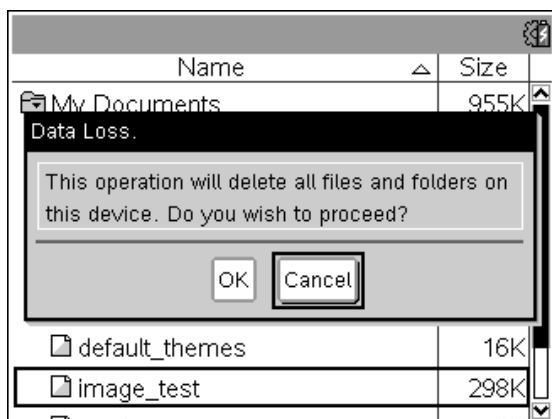 Name Size
My Documents 955K
Data Loss.
This operation will delete all files and folders on
this device. Do you wish to proceed?
OK Cancel
default_themes 16K
image_test 298K